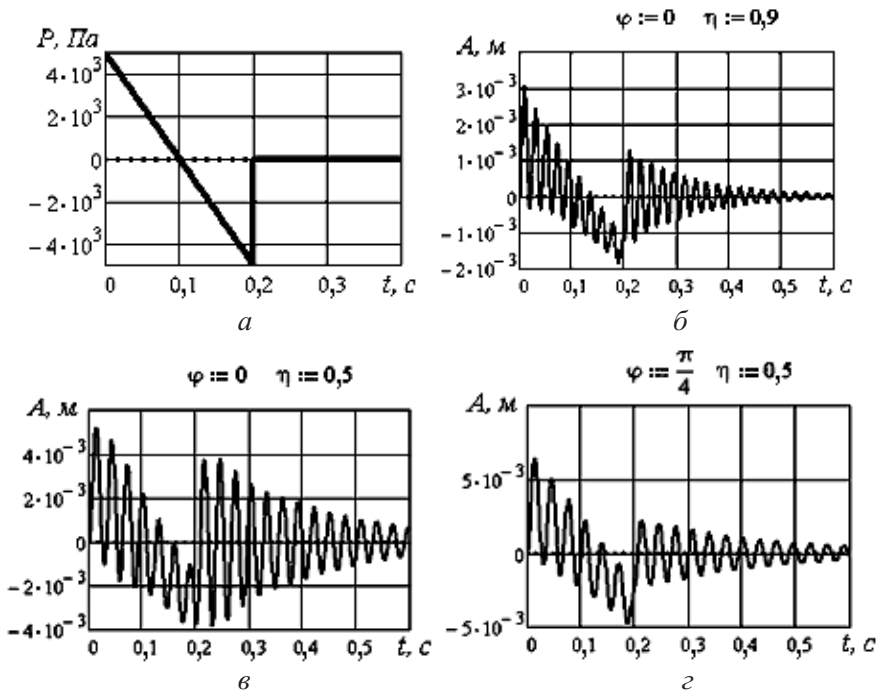 P, Па
4·10³
2·10³
0
−2·10³
−4·10³
0 0,1 0,2 0,3 t, с
а
φ := 0 η := 0,9
A, м
3·10⁻³
2·10⁻³
1·10⁻³
0
−1·10⁻³
−2·10⁻³
0 0,1 0,2 0,3 0,4 0,5 t, с
б
φ := 0 η := 0,5
A, м
4·10⁻³
2·10⁻³
0
−2·10⁻³
−4·10⁻³
0 0,1 0,2 0,3 0,4 0,5 t, с
в
φ := π/4 η := 0,5
A, м
5·10⁻³
0
−5·10⁻³
0 0,1 0,2 0,3 0,4 0,5 t, с
г